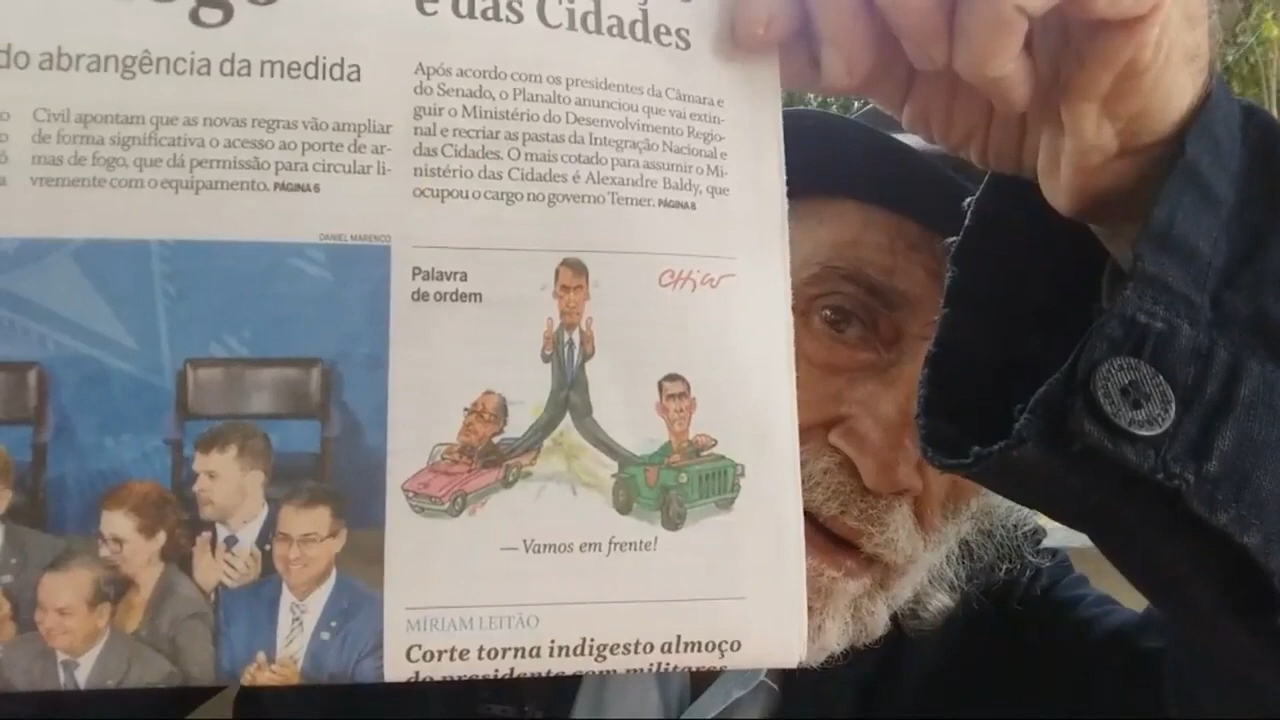 e das Cidades
do abrangência da medida
Civil apontam que as novas regras vão ampliar
de forma significativa o acesso ao porte de ar-
mas de fogo, que dá permissão para circular li-
vremente com o equipamento. PÁGINA 6
Após acordo com os presidentes da Câmara e
do Senado, o Planalto anunciou que vai extin-
guir o Ministério do Desenvolvimento Regio-
nal e recriar as pastas da Integração Nacional e
das Cidades. O mais cotado para assumir o Mi-
nistério das Cidades é Alexandre Baldy, que
ocupou o cargo no governo Temer. PÁGINA 8
DANIEL MARENCO
Palavra
de ordem
CHICO
— Vamos em frente!
MÍRIAM LEITÃO
Corte torna indigesto almoço
do presidente com militares